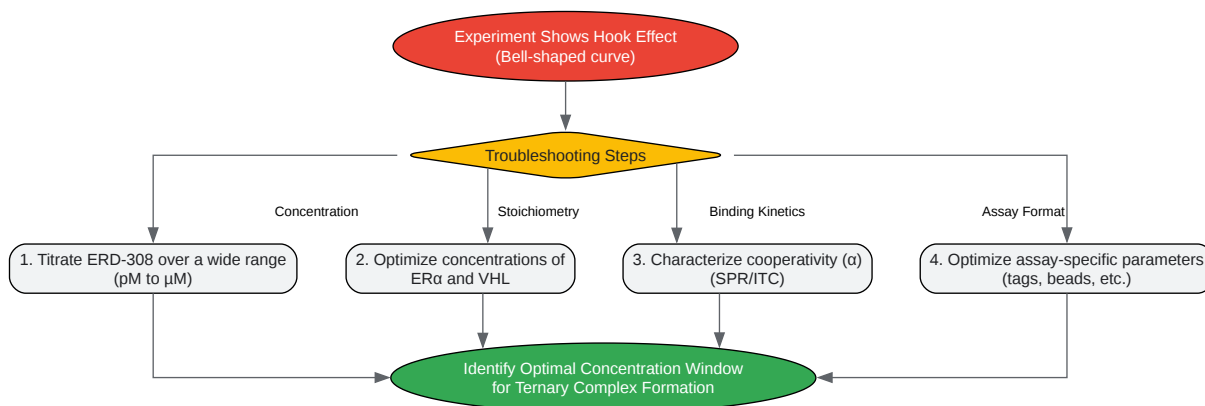 Experiment Shows Hook Effect
(Bell-shaped curve)
Troubleshooting Steps
Concentration
Stoichiometry
Binding Kinetics
Assay Format
1. Titrate ERD-308 over a wide range
(pM to µM)
2. Optimize concentrations of
ERα and VHL
3. Characterize cooperativity (α)
(SPR/ITC)
4. Optimize assay-specific parameters
(tags, beads, etc.)
Identify Optimal Concentration Window
for Ternary Complex Formation